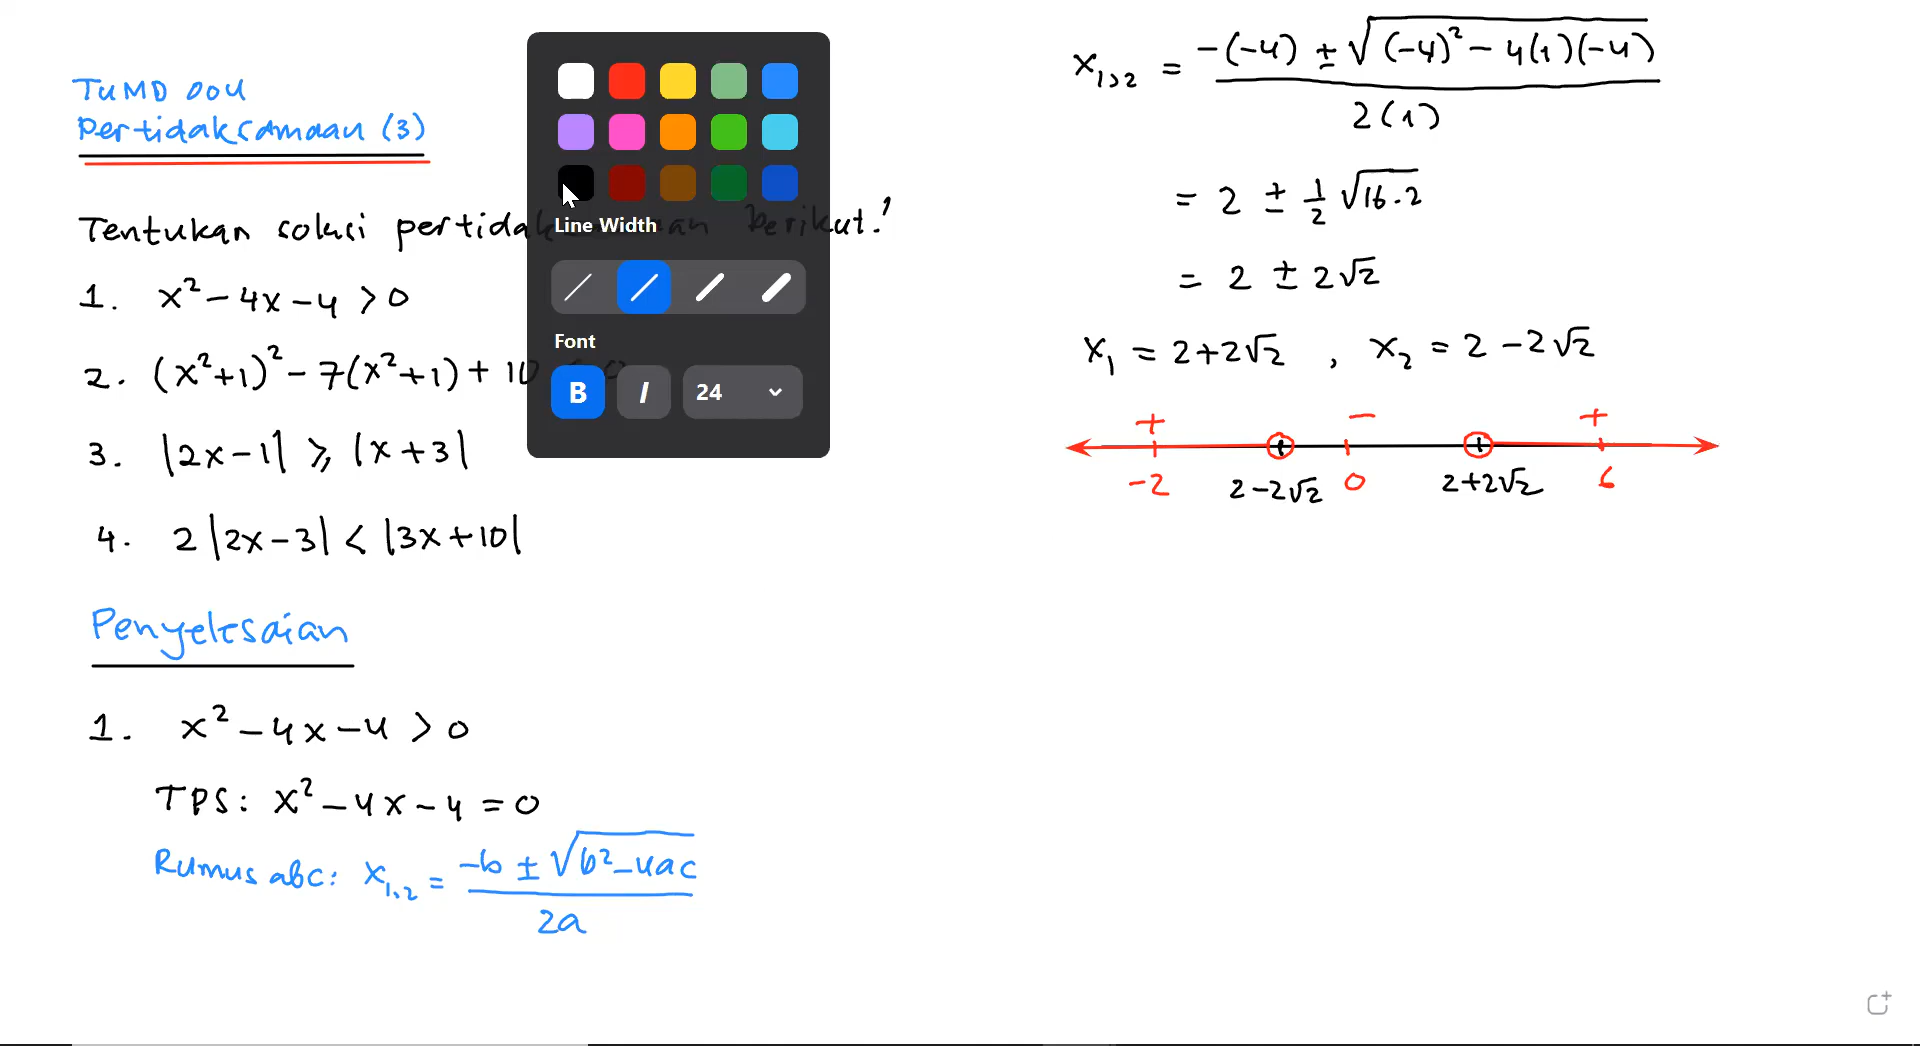 TUMD 004
Pertidaksamaan (3)
Tentukan solusi berikut!
1. x² - 4x - 4 > 0
2. (x²+1)² - 7(x²+1) + 10
3. |2x-1| ⩾ |x+3|
4. 2|2x-3| < |3x+10|
Line Width
Font
B I 24
Penyelesaian
1. x² - 4x - 4 > 0
TPS: x² - 4x - 4 = 0
Rumus abc: x₁,₂ = (-b ± √(b² - 4ac)) / 2a
x₁,₂ = (-(-4) ± √((-4)² - 4(1)(-4))) / 2(1)
= 2 ± 1/2 √16·2
= 2 ± 2√2
x₁ = 2+2√2 , x₂ = 2-2√2
+ − +
-2 2-2√2 0 2+2√2 6